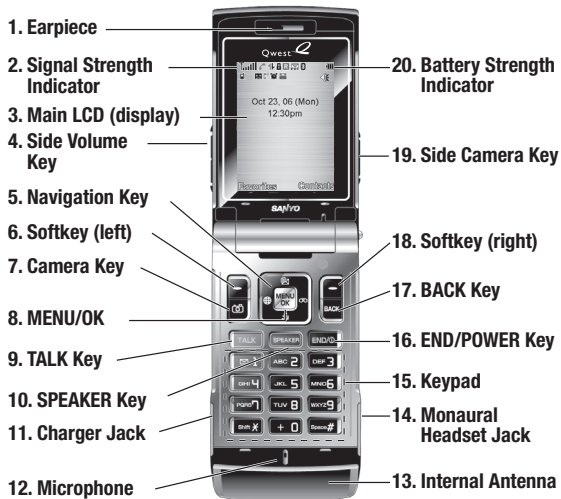 1. Earpiece
2. Signal Strength
Indicator
3. Main LCD (display)
4. Side Volume
Key
5. Navigation Key
6. Softkey (left)
7. Camera Key
8. MENU/OK
9. TALK Key
10. SPEAKER Key
11. Charger Jack
12. Microphone
Qwest
Oct 23, 06 (Mon)
12:30pm
Favorites Contacts
SANYO
MENU
OK
BACK
TALK SPEAKER END
1 ABC 2 DEF 3
GHI 4 JKL 5 MNO 6
PQRS 7 TUV 8 WXYZ 9
Shift * + 0 Space #
20. Battery Strength
Indicator
19. Side Camera Key
18. Softkey (right)
17. BACK Key
16. END/POWER Key
15. Keypad
14. Monaural
Headset Jack
13. Internal Antenna